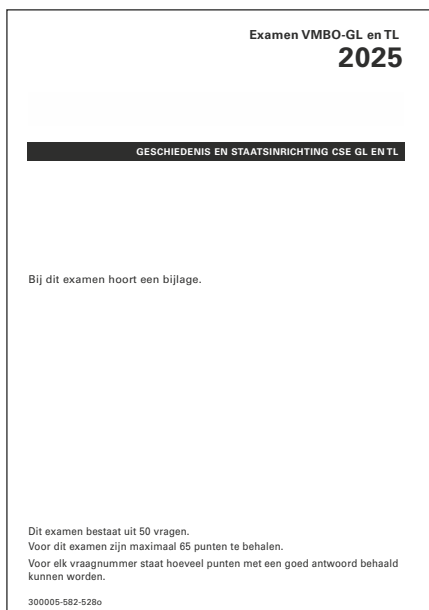 Examen VMBO-GL en TL
2025
GESCHIEDENIS EN STAATSINRICHTING CSE GL EN TL
Bij dit examen hoort een bijlage.
Dit examen bestaat uit 50 vragen.
Voor dit examen zijn maximaal 65 punten te behalen.
Voor elk vraagnummer staat hoeveel punten met een goed antwoord behaald
kunnen worden.
300005-582-528o